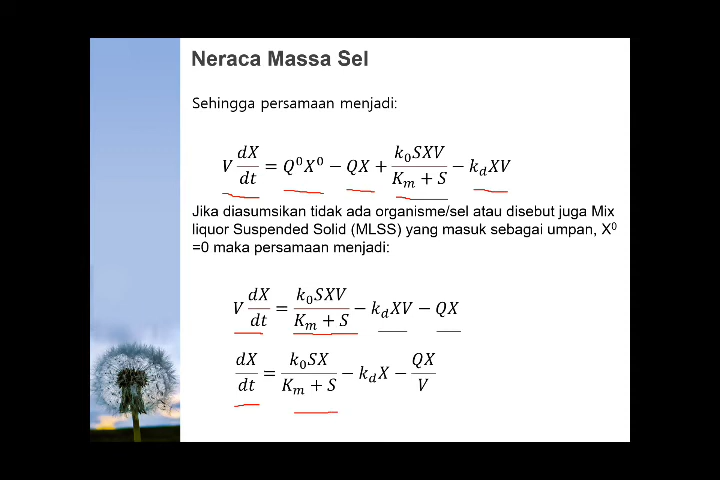 Neraca Massa Sel
Sehingga persamaan menjadi:
V dX/dt = Q⁰X⁰ − QX + k₀SXV/(Kₘ + S) − k_dXV
Jika diasumsikan tidak ada organisme/sel atau disebut juga Mix
liquor Suspended Solid (MLSS) yang masuk sebagai umpan, X⁰
=0 maka persamaan menjadi:
V dX/dt = k₀SXV/(Kₘ + S) − k_dXV − QX
dX/dt = k₀SX/(Kₘ + S) − k_dX − QX/V